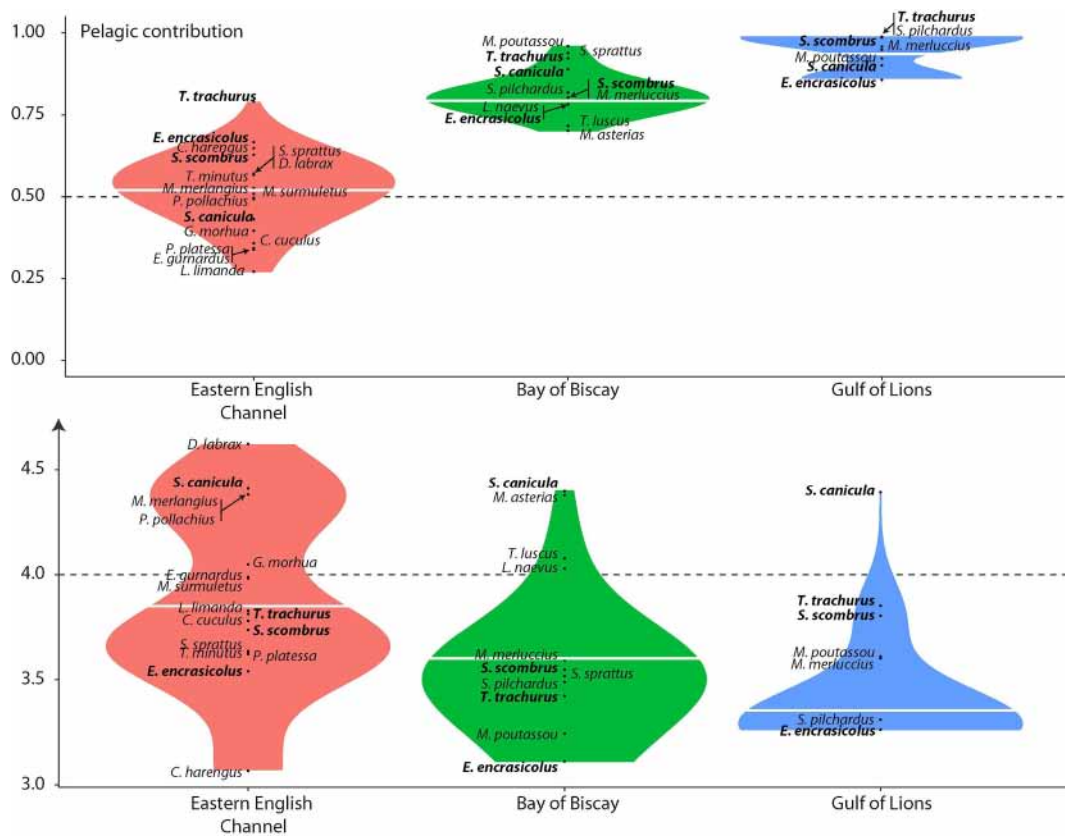 Pelagic contribution
1.00
0.75
0.50
0.25
0.00
T. trachurus
E. encrasicolus
C. harengus
S. scombrus
S. sprattus
D. labrax
T. minutus
M. merlangius
M. surmuletus
P. pollachius
S. canicula
G. morhua
C. cuculus
P. platessa
E. gurnardus
L. limanda
M. poutassou
S. sprattus
T. trachurus
S. canicula
S. scombrus
S. pilchardus
M. merluccius
L. naevus
E. encrasicolus
T. luscus
M. asterias
T. trachurus
S. pilchardus
S. scombrus
M. merluccius
M. poutassou
S. canicula
E. encrasicolus
Eastern English
Channel
Bay of Biscay
Gulf of Lions
4.5
4.0
3.5
3.0
D. labrax
S. canicula
M. merlangius
P. pollachius
G. morhua
E. gurnardus
M. surmuletus
L. limanda
T. trachurus
C. cuculus
S. scombrus
S. sprattus
T. minutus
P. platessa
E. encrasicolus
C. harengus
S. canicula
M. asterias
T. luscus
L. naevus
M. merluccius
S. scombrus
S. sprattus
S. pilchardus
T. trachurus
M. poutassou
E. encrasicolus
S. canicula
T. trachurus
S. scombrus
M. poutassou
M. merluccius
S. pilchardus
E. encrasicolus
Eastern English
Channel
Bay of Biscay
Gulf of Lions